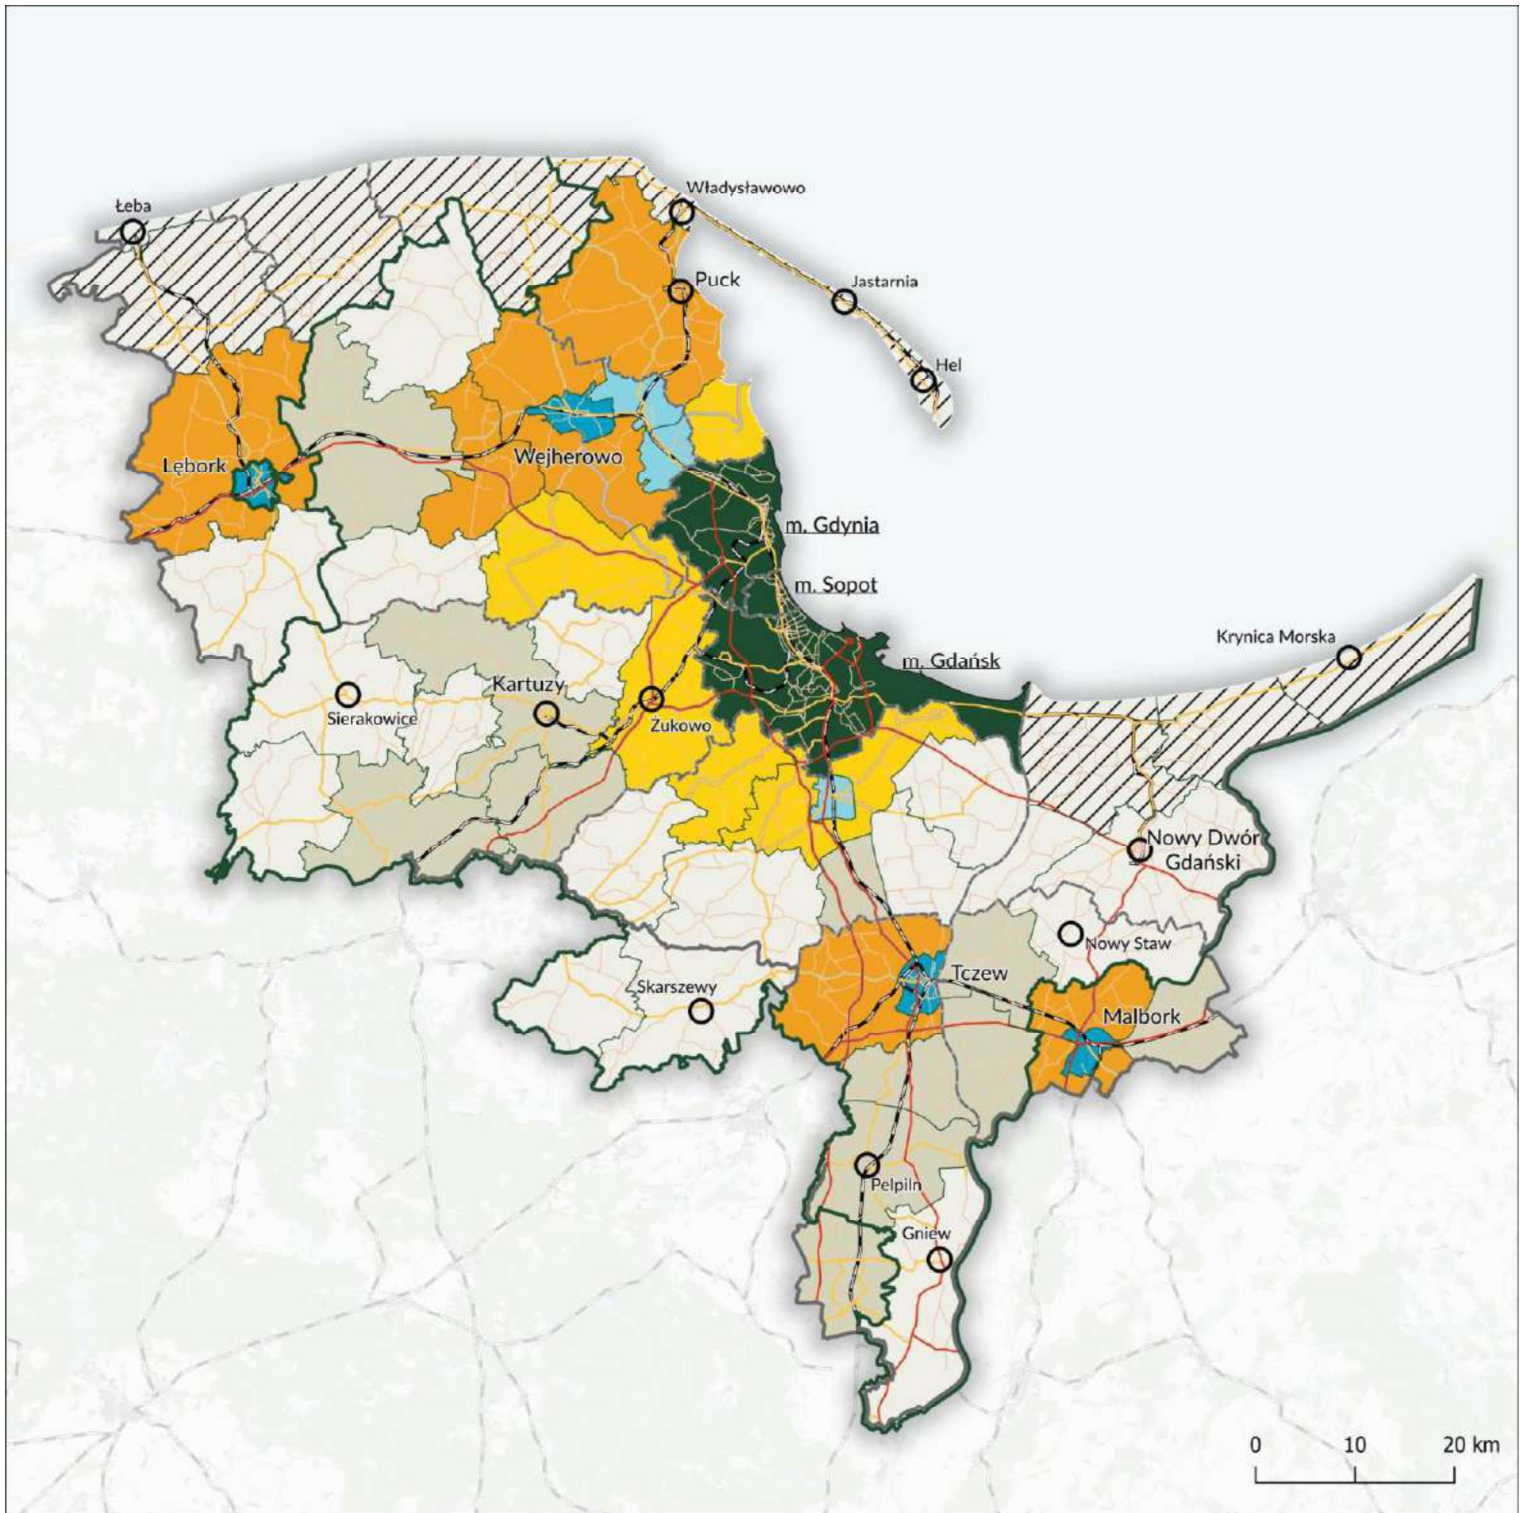 Władysławowo
Łeba
Jastarnia
Puck
Hel
Lębork
Wejherowo
m. Gdynia
m. Sopot
Krynica Morska
m. Gdańsk
Kartuzy
Sierakowice
Żukowo
Nowy Dwór
Gdański
Nowy Staw
Tczew
Skarszewy
Malbork
Pelpiln
Gniew
0 10 20 km